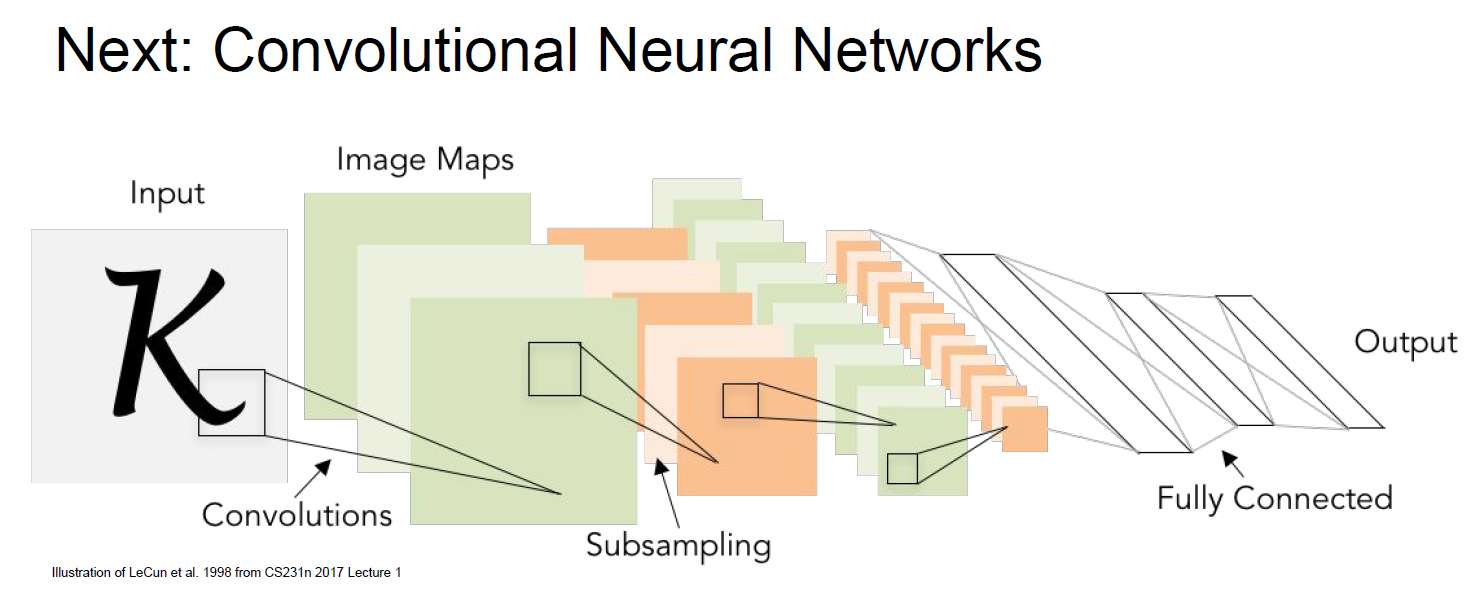 Next: Convolutional Neural Networks
Image Maps
Input
K
Output
Convolutions
Subsampling
Fully Connected
Illustration of LeCun et al. 1998 from CS231n 2017 Lecture 1